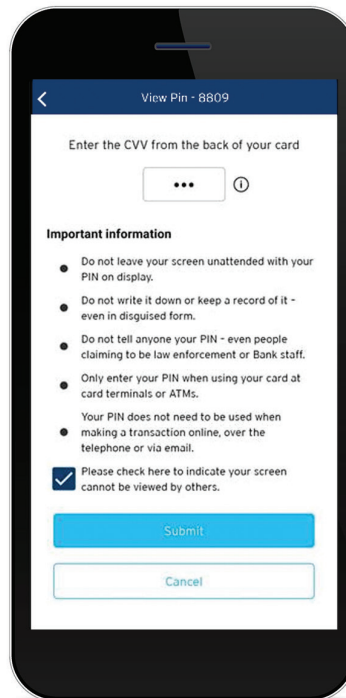 View Pin - 8809
Enter the CVV from the back of your card
•••
Important information
• Do not leave your screen unattended with your
PIN on display.
• Do not write it down or keep a record of it -
even in disguised form.
• Do not tell anyone your PIN - even people
claiming to be law enforcement or Bank staff.
• Only enter your PIN when using your card at
card terminals or ATMs.
• Your PIN does not need to be used when
making a transaction online, over the
telephone or via email.
Please check here to indicate your screen
cannot be viewed by others.
Submit
Cancel